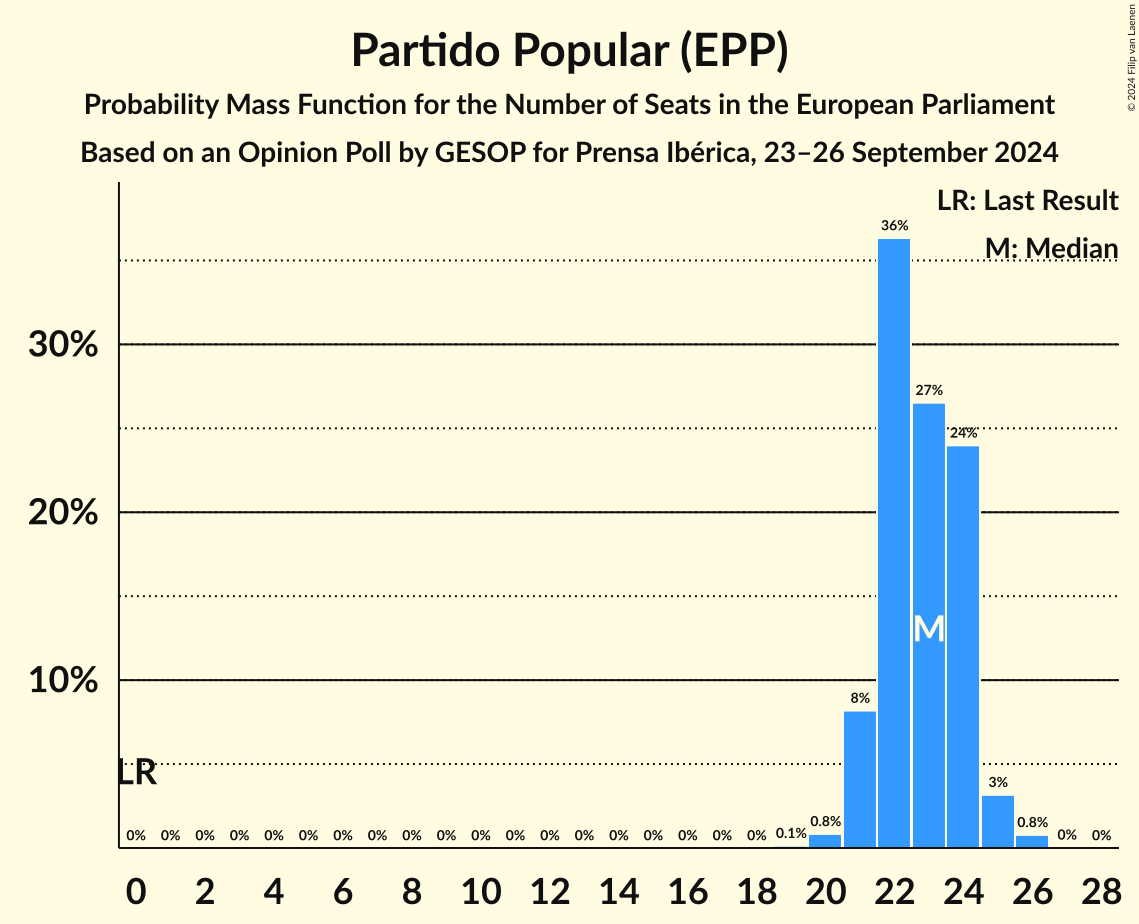 Partido Popular (EPP)
Probability Mass Function for the Number of Seats in the European Parliament
Based on an Opinion Poll by GESOP for Prensa Ibérica, 23–26 September 2024
© 2024 Filip van Laenen
LR: Last Result
M: Median
30%
20%
10%
36%
27%
24%
M
8%
LR
3%
0% 0% 0% 0% 0% 0% 0% 0% 0% 0% 0% 0% 0% 0% 0% 0% 0% 0% 0% 0.1% 0.8% 0.8% 0% 0%
0 2 4 6 8 10 12 14 16 18 20 22 24 26 28